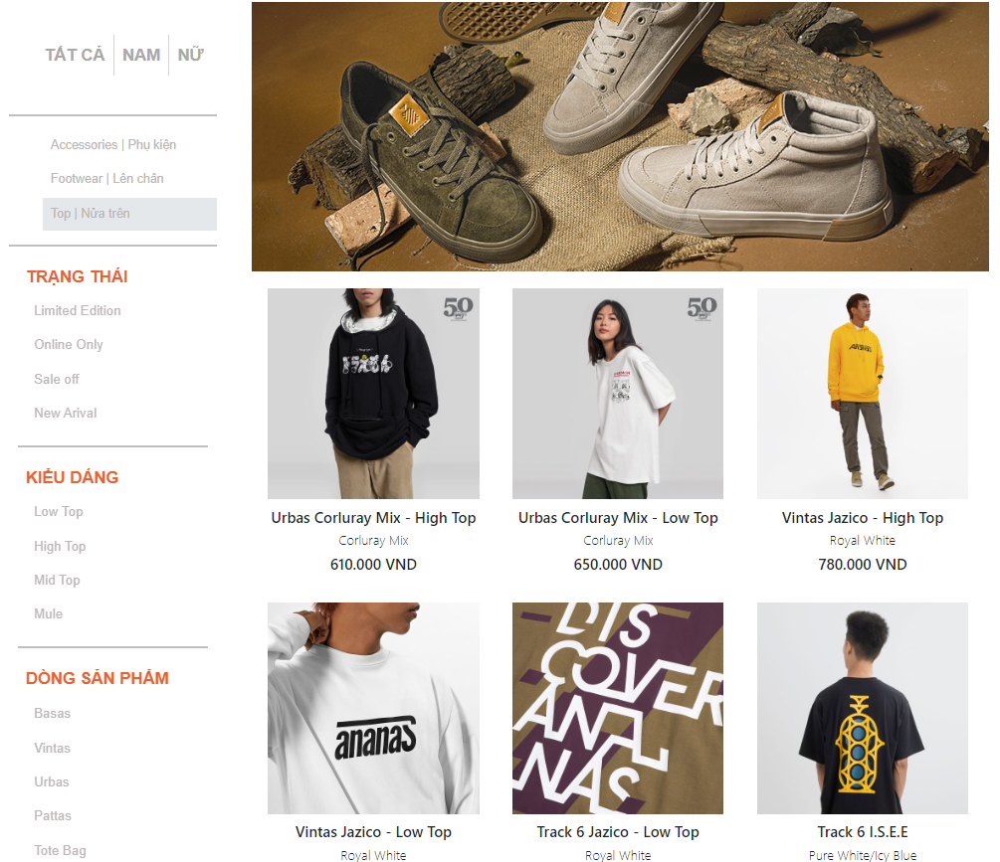 TẤT CẢ
NAM
NỮ
Accessories | Phụ kiện
Footwear | Lên chân
Top | Nửa trên
TRẠNG THÁI
Limited Edition
Online Only
Sale off
New Arival
KIỂU DÁNG
Low Top
High Top
Mid Top
Mule
DÒNG SẢN PHẨM
Basas
Vintas
Urbas
Pattas
Tote Bag
50
Urbas Corluray Mix - High Top
Corluray Mix
610.000 VND
50
Urbas Corluray Mix - Low Top
Corluray Mix
650.000 VND
Ananas
Vintas Jazico - High Top
Royal White
780.000 VND
ananas
Vintas Jazico - Low Top
Royal White
DIS
COVER
ANA
NAS
Track 6 Jazico - Low Top
Royal White
Track 6 I.S.E.E
Pure White/Icy Blue